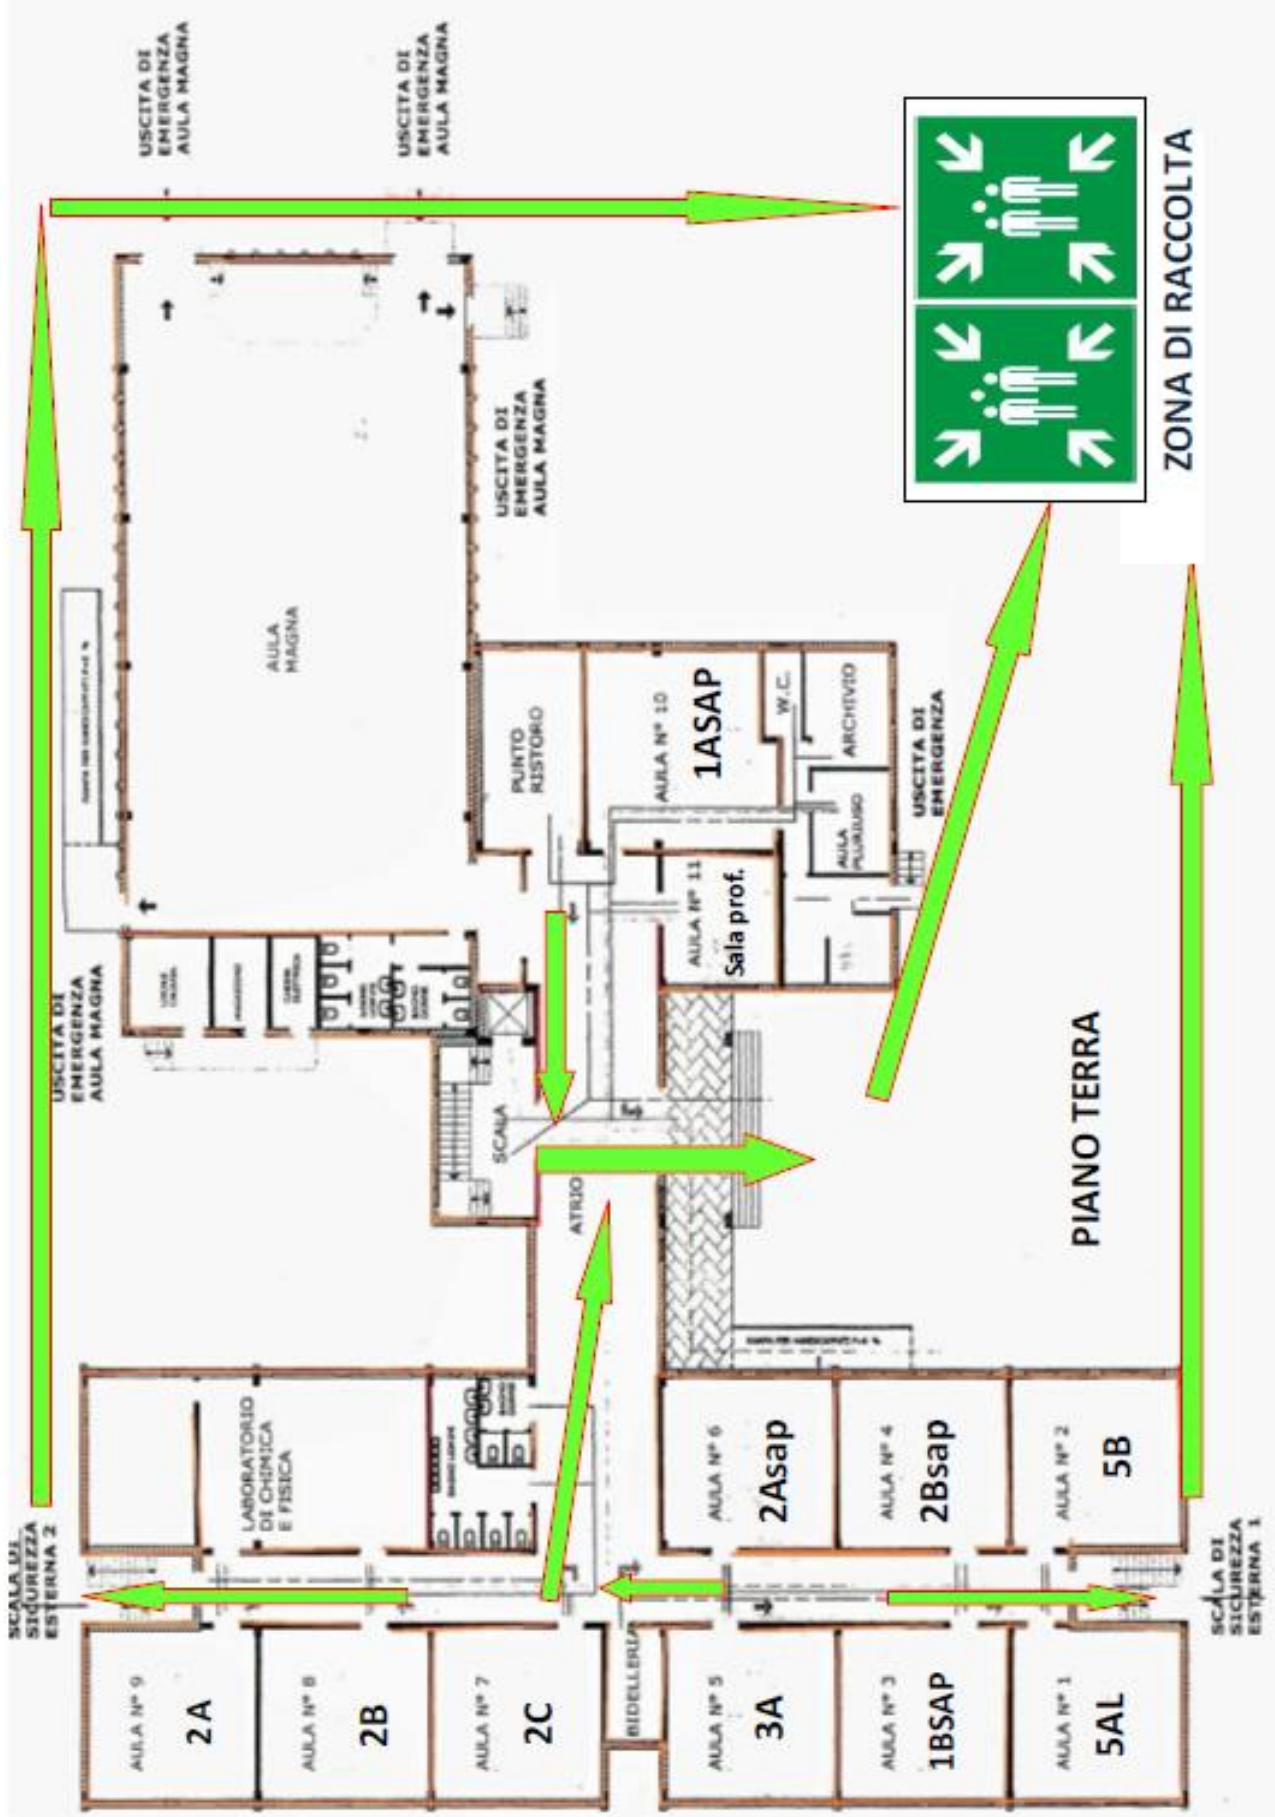 USCITA DI
EMERGENZA
AULA MAGNA
USCITA DI
EMERGENZA
AULA MAGNA
ZONA DI RACCOLTA
USCITA DI
EMERGENZA
AULA MAGNA
AULA
MAGNA
PUNTO
RISTORO
AULA N° 10
1ASAP
W.C.
ARCHIVIO
USCITA DI
EMERGENZA
AULA
PLURIUSO
AULA N° 11
Sala prof.
USCITA DI
EMERGENZA
AULA MAGNA
SCALA
ATRIO
PIANO TERRA
LABORATORIO
DI CHIMICA
E FISICA
AULA N° 6
2Asap
AULA N° 4
2Bsap
AULA N° 2
5B
SCALA DI
SICUREZZA
ESTERNA 2
SCALA DI
SICUREZZA
ESTERNA 1
AULA N° 9
2A
AULA N° 8
2B
AULA N° 7
2C
BIDELLERIA
AULA N° 5
3A
AULA N° 3
1BSAP
AULA N° 1
5AL